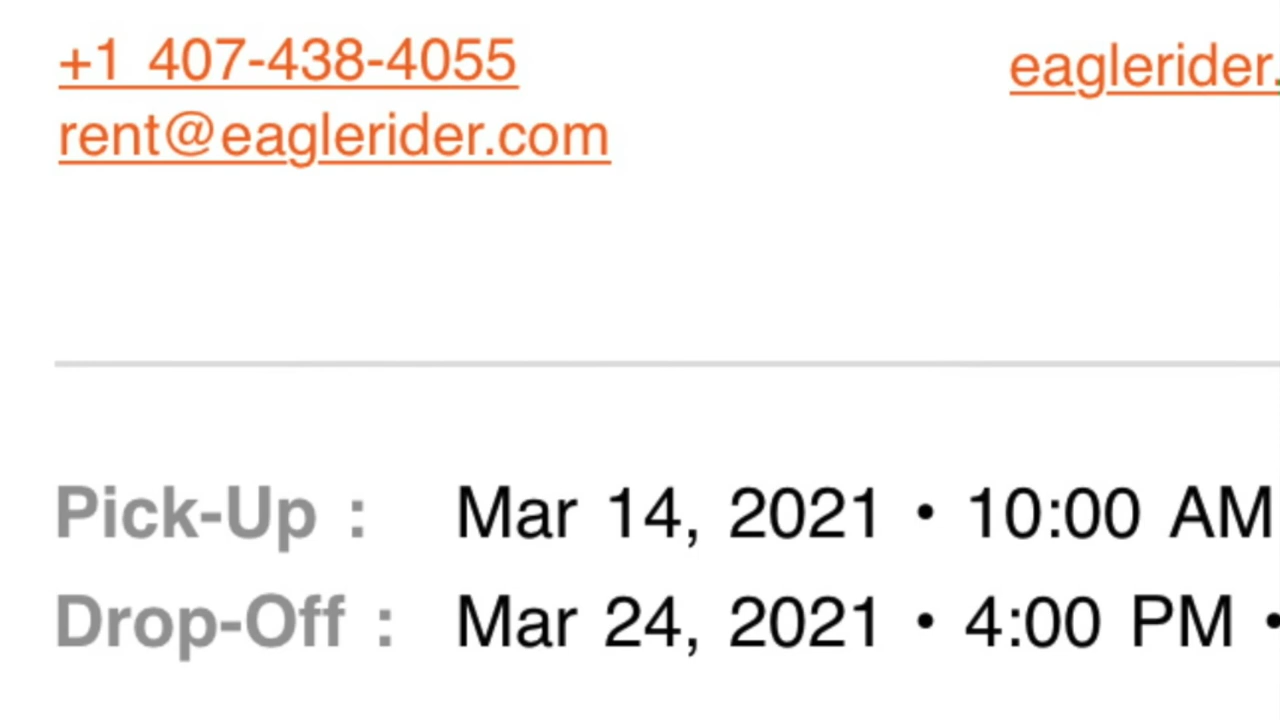 +1 407-438-4055
eaglerider.
rent@eaglerider.com
Pick-Up : Mar 14, 2021 • 10:00 AM
Drop-Off : Mar 24, 2021 • 4:00 PM •